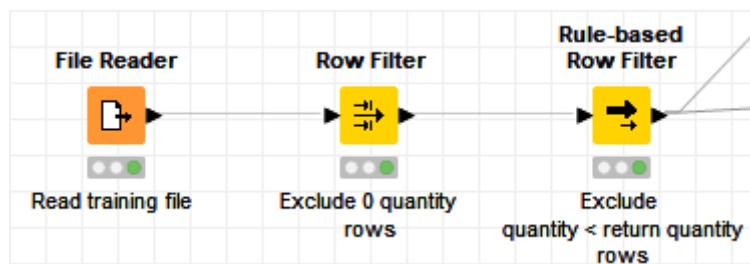 File Reader
Read training file
Row Filter
Exclude 0 quantity
rows
Rule-based
Row Filter
Exclude
quantity < return quantity
rows